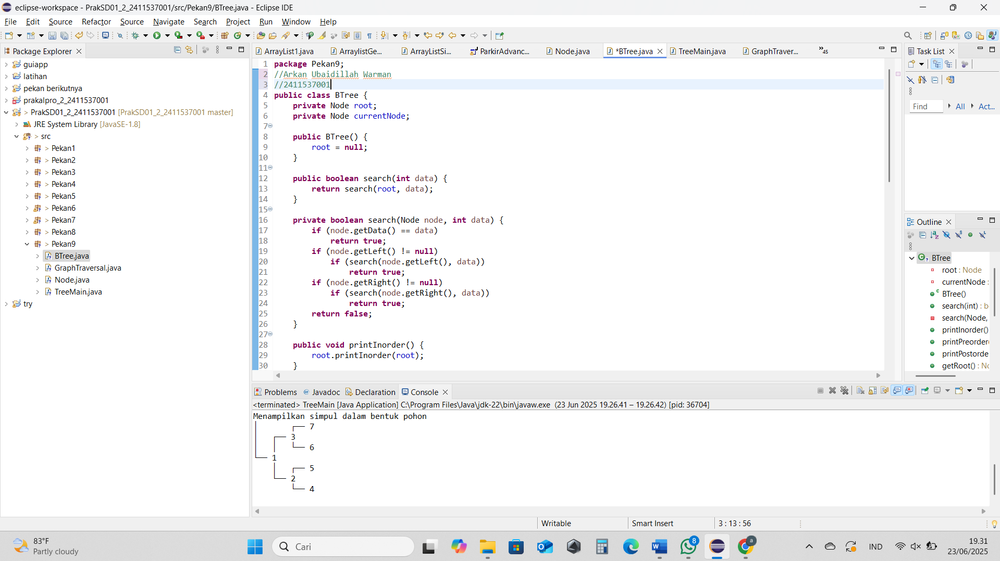 eclipse-workspace - PrakSD01_2_2411537001/src/Pekan9/BTree.java - Eclipse IDE
File Edit Source Refactor Source Navigate Search Project Run Window Help
Package Explorer
guiapp
latihan
pekan berikutnya
prakalpro_2_2411537001
> PrakSD01_2_2411537001 [PrakSD01_2_2411537001 master]
JRE System Library [JavaSE-1.8]
> src
> Pekan1
> Pekan2
> Pekan3
> Pekan4
> Pekan5
> Pekan6
> Pekan7
> Pekan8
> Pekan9
BTree.java
GraphTraversal.java
Node.java
TreeMain.java
try
ArrayList1.java ArraylistGe... ArrayListSi... ParkirAdvanc... Node.java *BTree.java TreeMain.java GraphTraver... »45
1 package Pekan9;
2 //Arkan Ubaidillah Warman
3 //2411537001
4 public class BTree {
5 private Node root;
6 private Node currentNode;
7
8 public BTree() {
9 root = null;
10 }
11
12 public boolean search(int data) {
13 return search(root, data);
14 }
15
16 private boolean search(Node node, int data) {
17 if (node.getData() == data)
18 return true;
19 if (node.getLeft() != null)
20 if (search(node.getLeft(), data))
21 return true;
22 if (node.getRight() != null)
23 if (search(node.getRight(), data))
24 return true;
25 return false;
26 }
27
28 public void printInorder() {
29 root.printInorder(root);
30 }
Task List
Find All Act...
Outline
BTree
root : Node
currentNode :
BTree()
search(int) : b
search(Node,
printInorder()
printPreorder
printPostorde
getRoot() : No
Problems @ Javadoc Declaration Console
<terminated> TreeMain [Java Application] C:\Program Files\Java\jdk-22\bin\javaw.exe (23 Jun 2025 19.26.41 – 19.26.42) [pid: 36704]
Menampilkan simpul dalam bentuk pohon
│       ┌── 7
│   ┌── 3
│   │   └── 6
└── 1
    │   ┌── 5
    └── 2
        └── 4
Writable Smart Insert 3 : 13 : 56
83°F
Partly cloudy
Cari
8
a
IND
19.31
23/06/2025